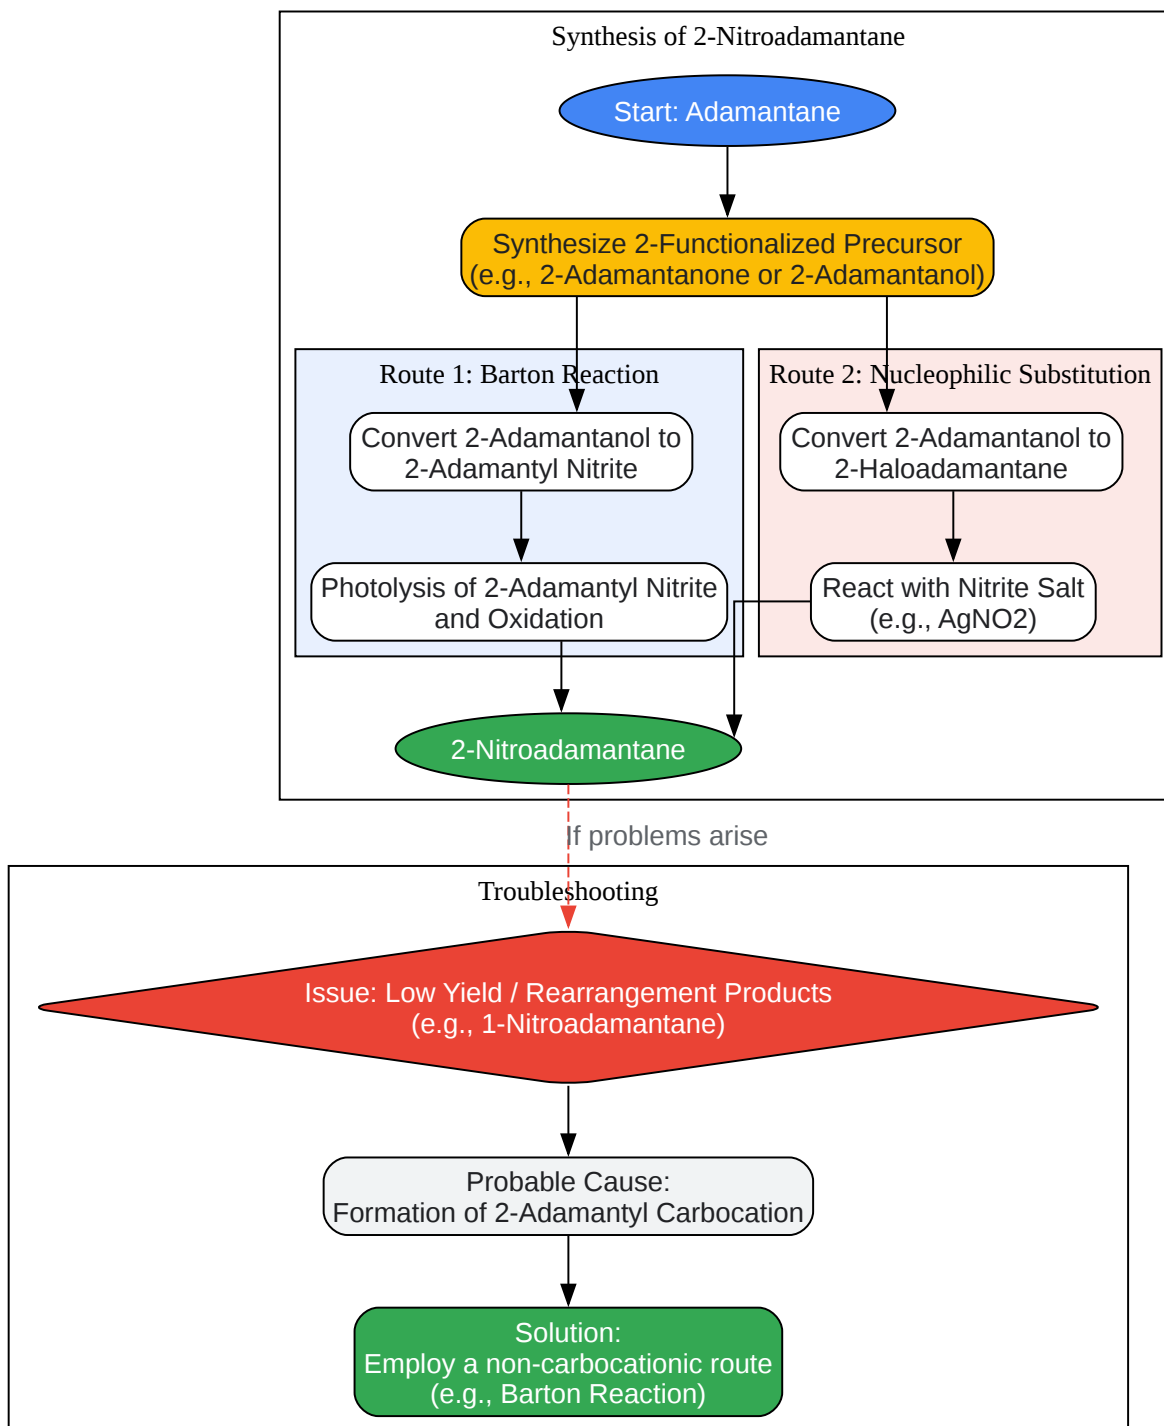 Synthesis of 2-Nitroadamantane
Start: Adamantane
Synthesize 2-Functionalized Precursor
(e.g., 2-Adamantanone or 2-Adamantanol)
Route 1: Barton Reaction
Convert 2-Adamantanol to
2-Adamantyl Nitrite
Photolysis of 2-Adamantyl Nitrite
and Oxidation
Route 2: Nucleophilic Substitution
Convert 2-Adamantanol to
2-Haloadamantane
React with Nitrite Salt
(e.g., AgNO2)
2-Nitroadamantane
If problems arise
Troubleshooting
Issue: Low Yield / Rearrangement Products
(e.g., 1-Nitroadamantane)
Probable Cause:
Formation of 2-Adamantyl Carbocation
Solution:
Employ a non-carbocationic route
(e.g., Barton Reaction)